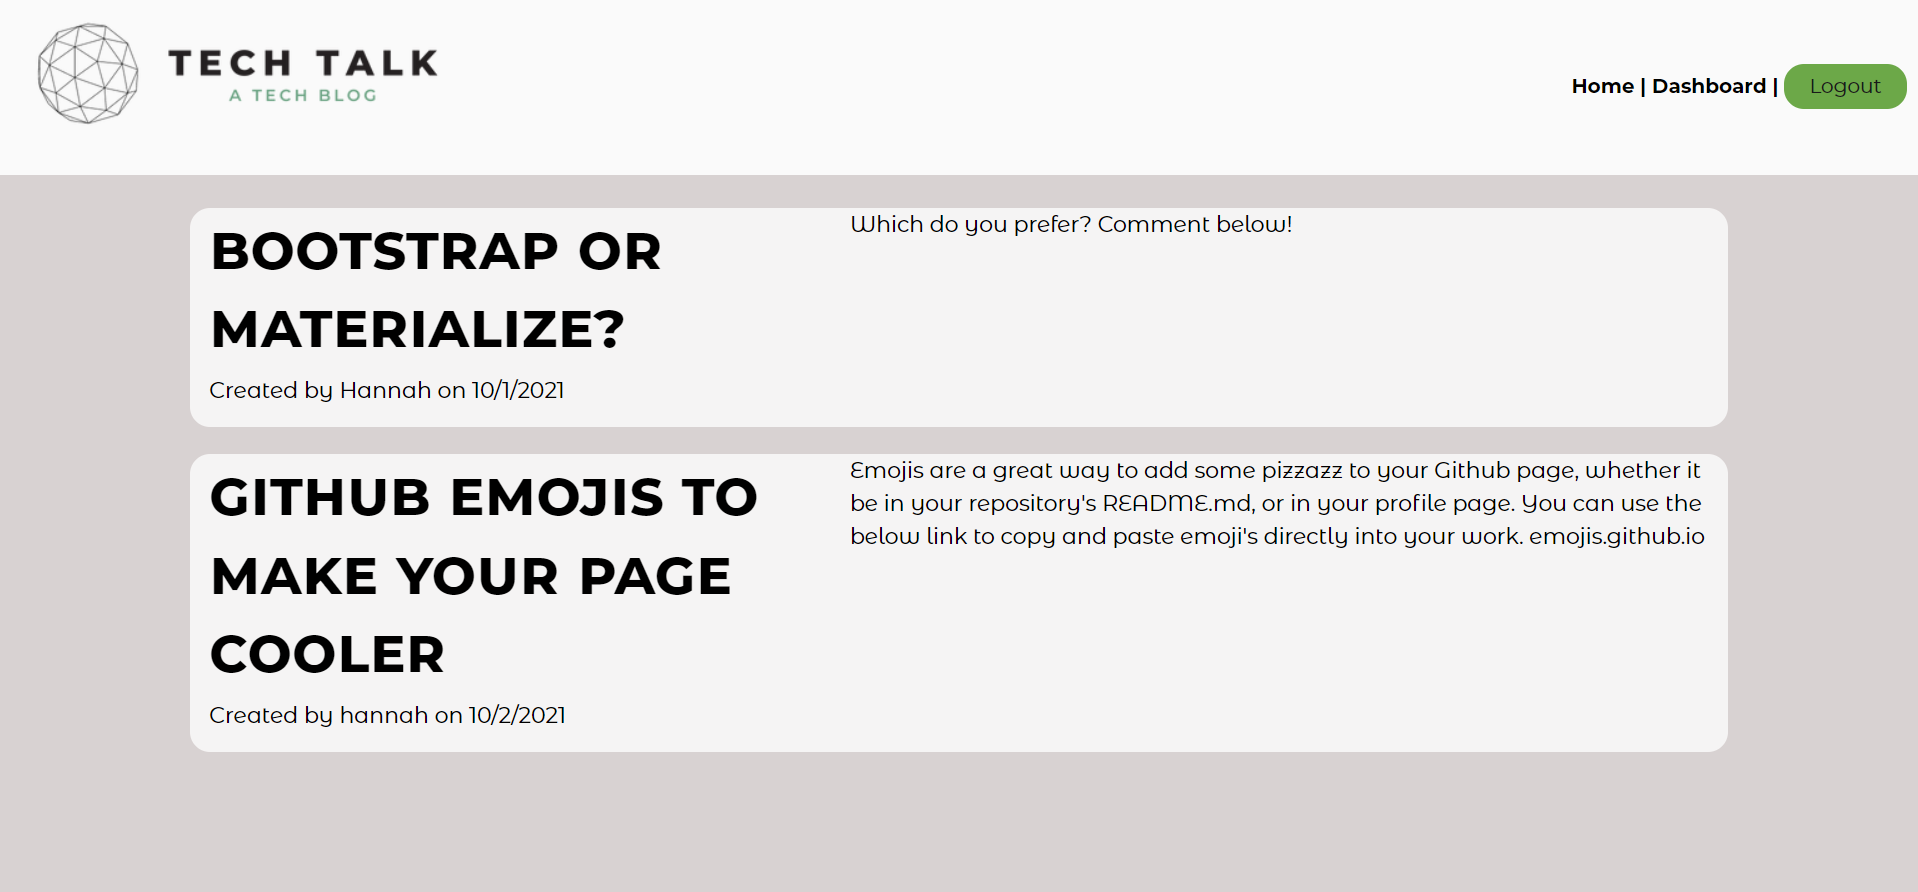 TECH TALK
A TECH BLOG
Home | Dashboard | Logout
BOOTSTRAP OR
MATERIALIZE?
Created by Hannah on 10/1/2021
Which do you prefer? Comment below!
GITHUB EMOJIS TO
MAKE YOUR PAGE
COOLER
Created by hannah on 10/2/2021
Emojis are a great way to add some pizzazz to your Github page, whether it
be in your repository's README.md, or in your profile page. You can use the
below link to copy and paste emoji's directly into your work. emojis.github.io